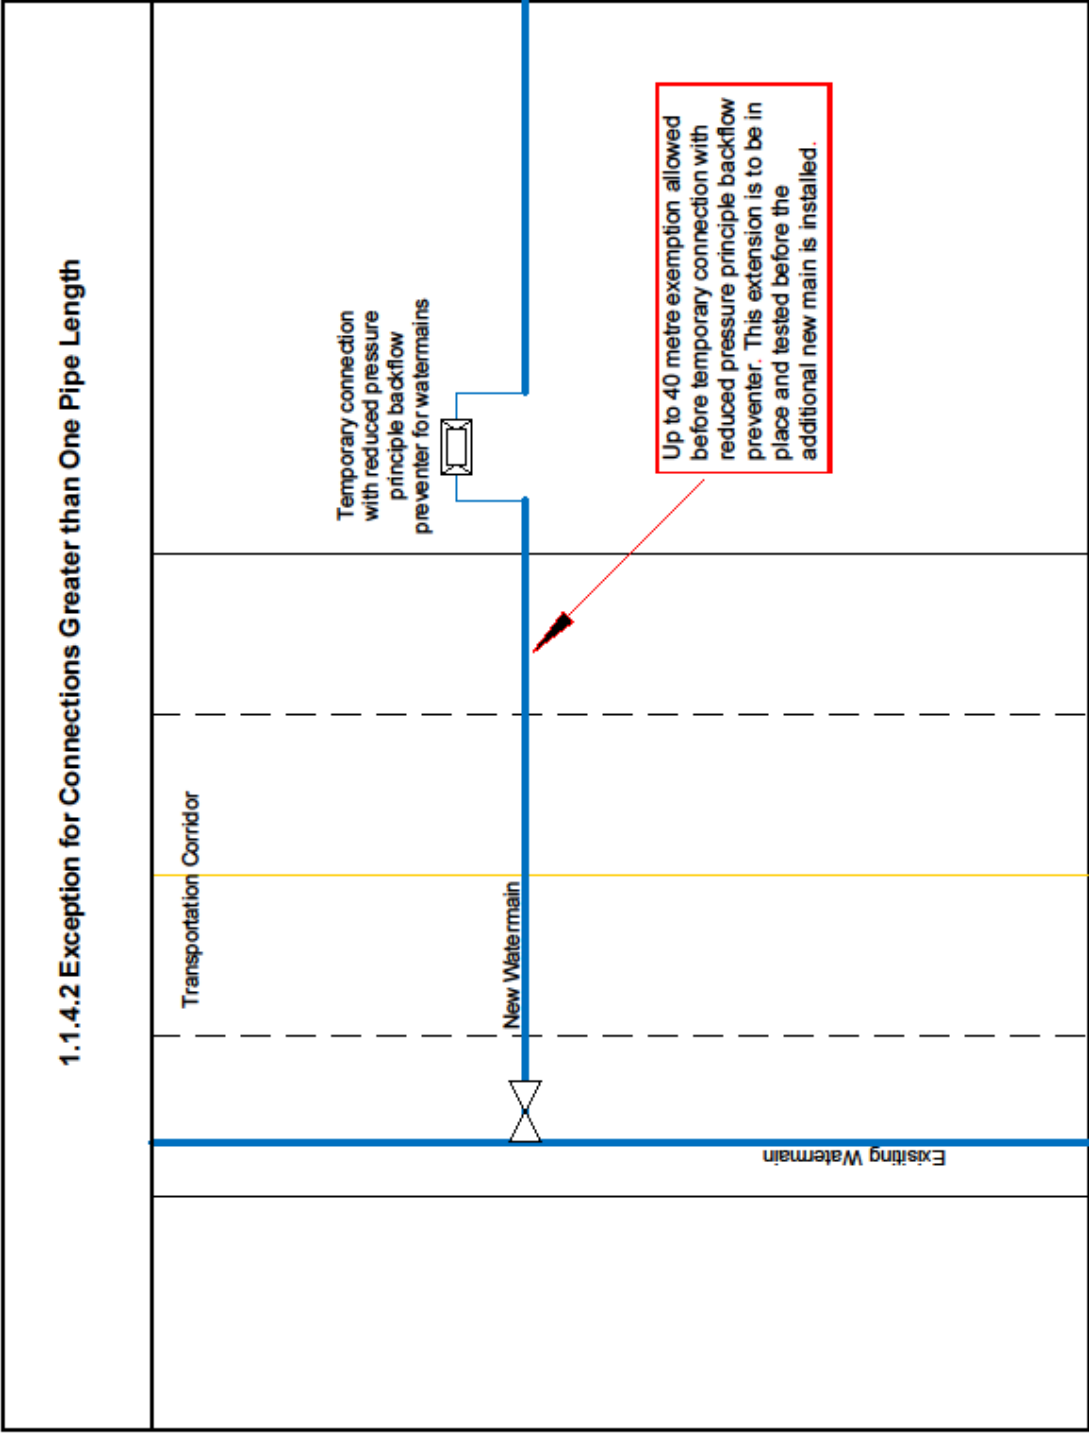 1.1.4.2 Exception for Connections Greater than One Pipe Length
Transportation Corridor
Temporary connection
with reduced pressure
principle backflow
preventer for watermains
New Watermain
Up to 40 metre exemption allowed
before temporary connection with
reduced pressure principle backflow
preventer. This extension is to be in
place and tested before the
additional new main is installed.
Exisiting Watermain